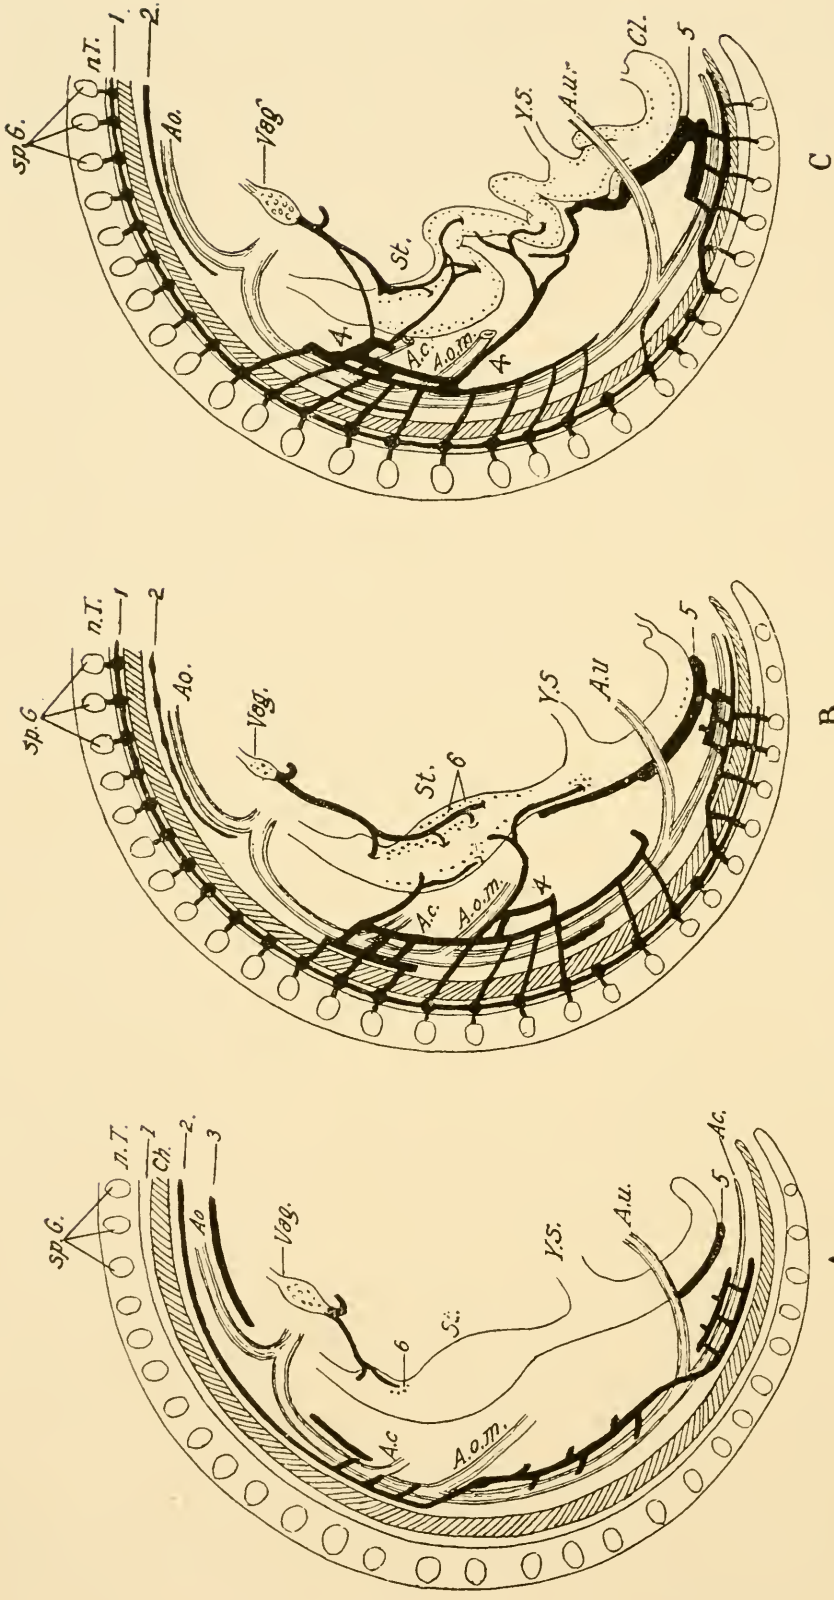 sp.G.
n.T.
1
Ch.
2.
3
Ao
Vag.
6
St.
A.c
A.o.m.
Y.S.
A.u.
5
Ac.
A
sp.G
n.T.
1
2
Ao.
Vag.
St.
6
A.c.
A.o.m.
4
Y.S
A.U
5
B
sp.G.
nT.
1.
2.
Ao.
Vag
St.
4
A.c.
A.o.m.
4
Y.S.
A.u.
Cl.
5
C